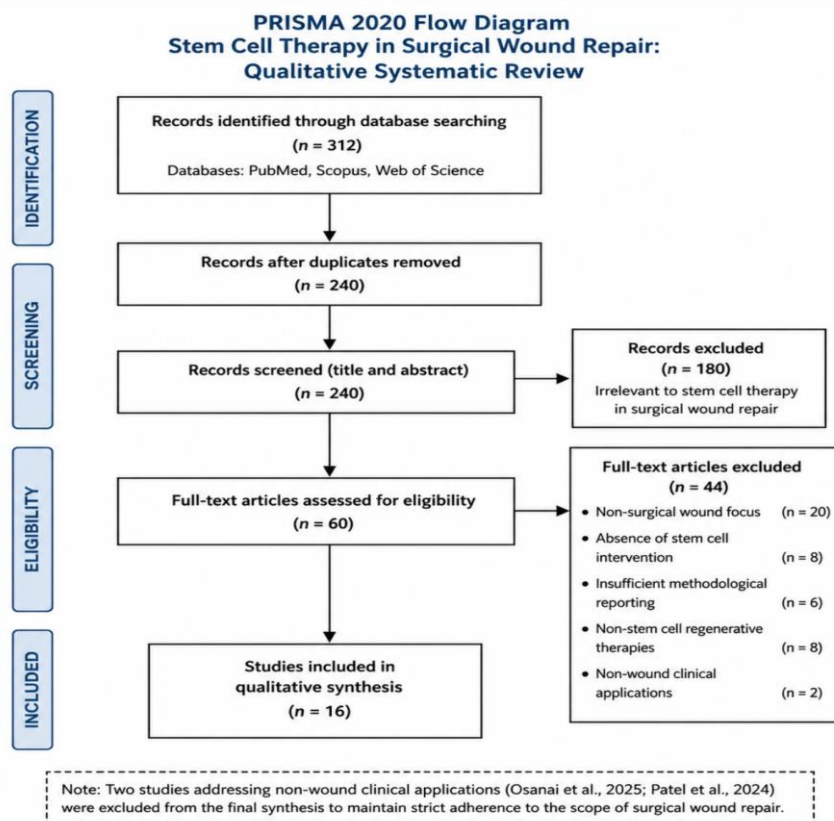 PRISMA 2020 Flow Diagram
Stem Cell Therapy in Surgical Wound Repair:
Qualitative Systematic Review
IDENTIFICATION
Records identified through database searching
(n = 312)
Databases: PubMed, Scopus, Web of Science
Records after duplicates removed
(n = 240)
SCREENING
Records screened (title and abstract)
(n = 240)
Records excluded
(n = 180)
Irrelevant to stem cell therapy
in surgical wound repair
ELIGIBILITY
Full-text articles assessed for eligibility
(n = 60)
Full-text articles excluded
(n = 44)
• Non-surgical wound focus (n = 20)
• Absence of stem cell
intervention (n = 8)
• Insufficient methodological
reporting (n = 6)
• Non-stem cell regenerative
therapies (n = 8)
• Non-wound clinical
applications (n = 2)
INCLUDED
Studies included in
qualitative synthesis
(n = 16)
Note: Two studies addressing non-wound clinical applications (Osanai et al., 2025; Patel et al., 2024)
were excluded from the final synthesis to maintain strict adherence to the scope of surgical wound repair.